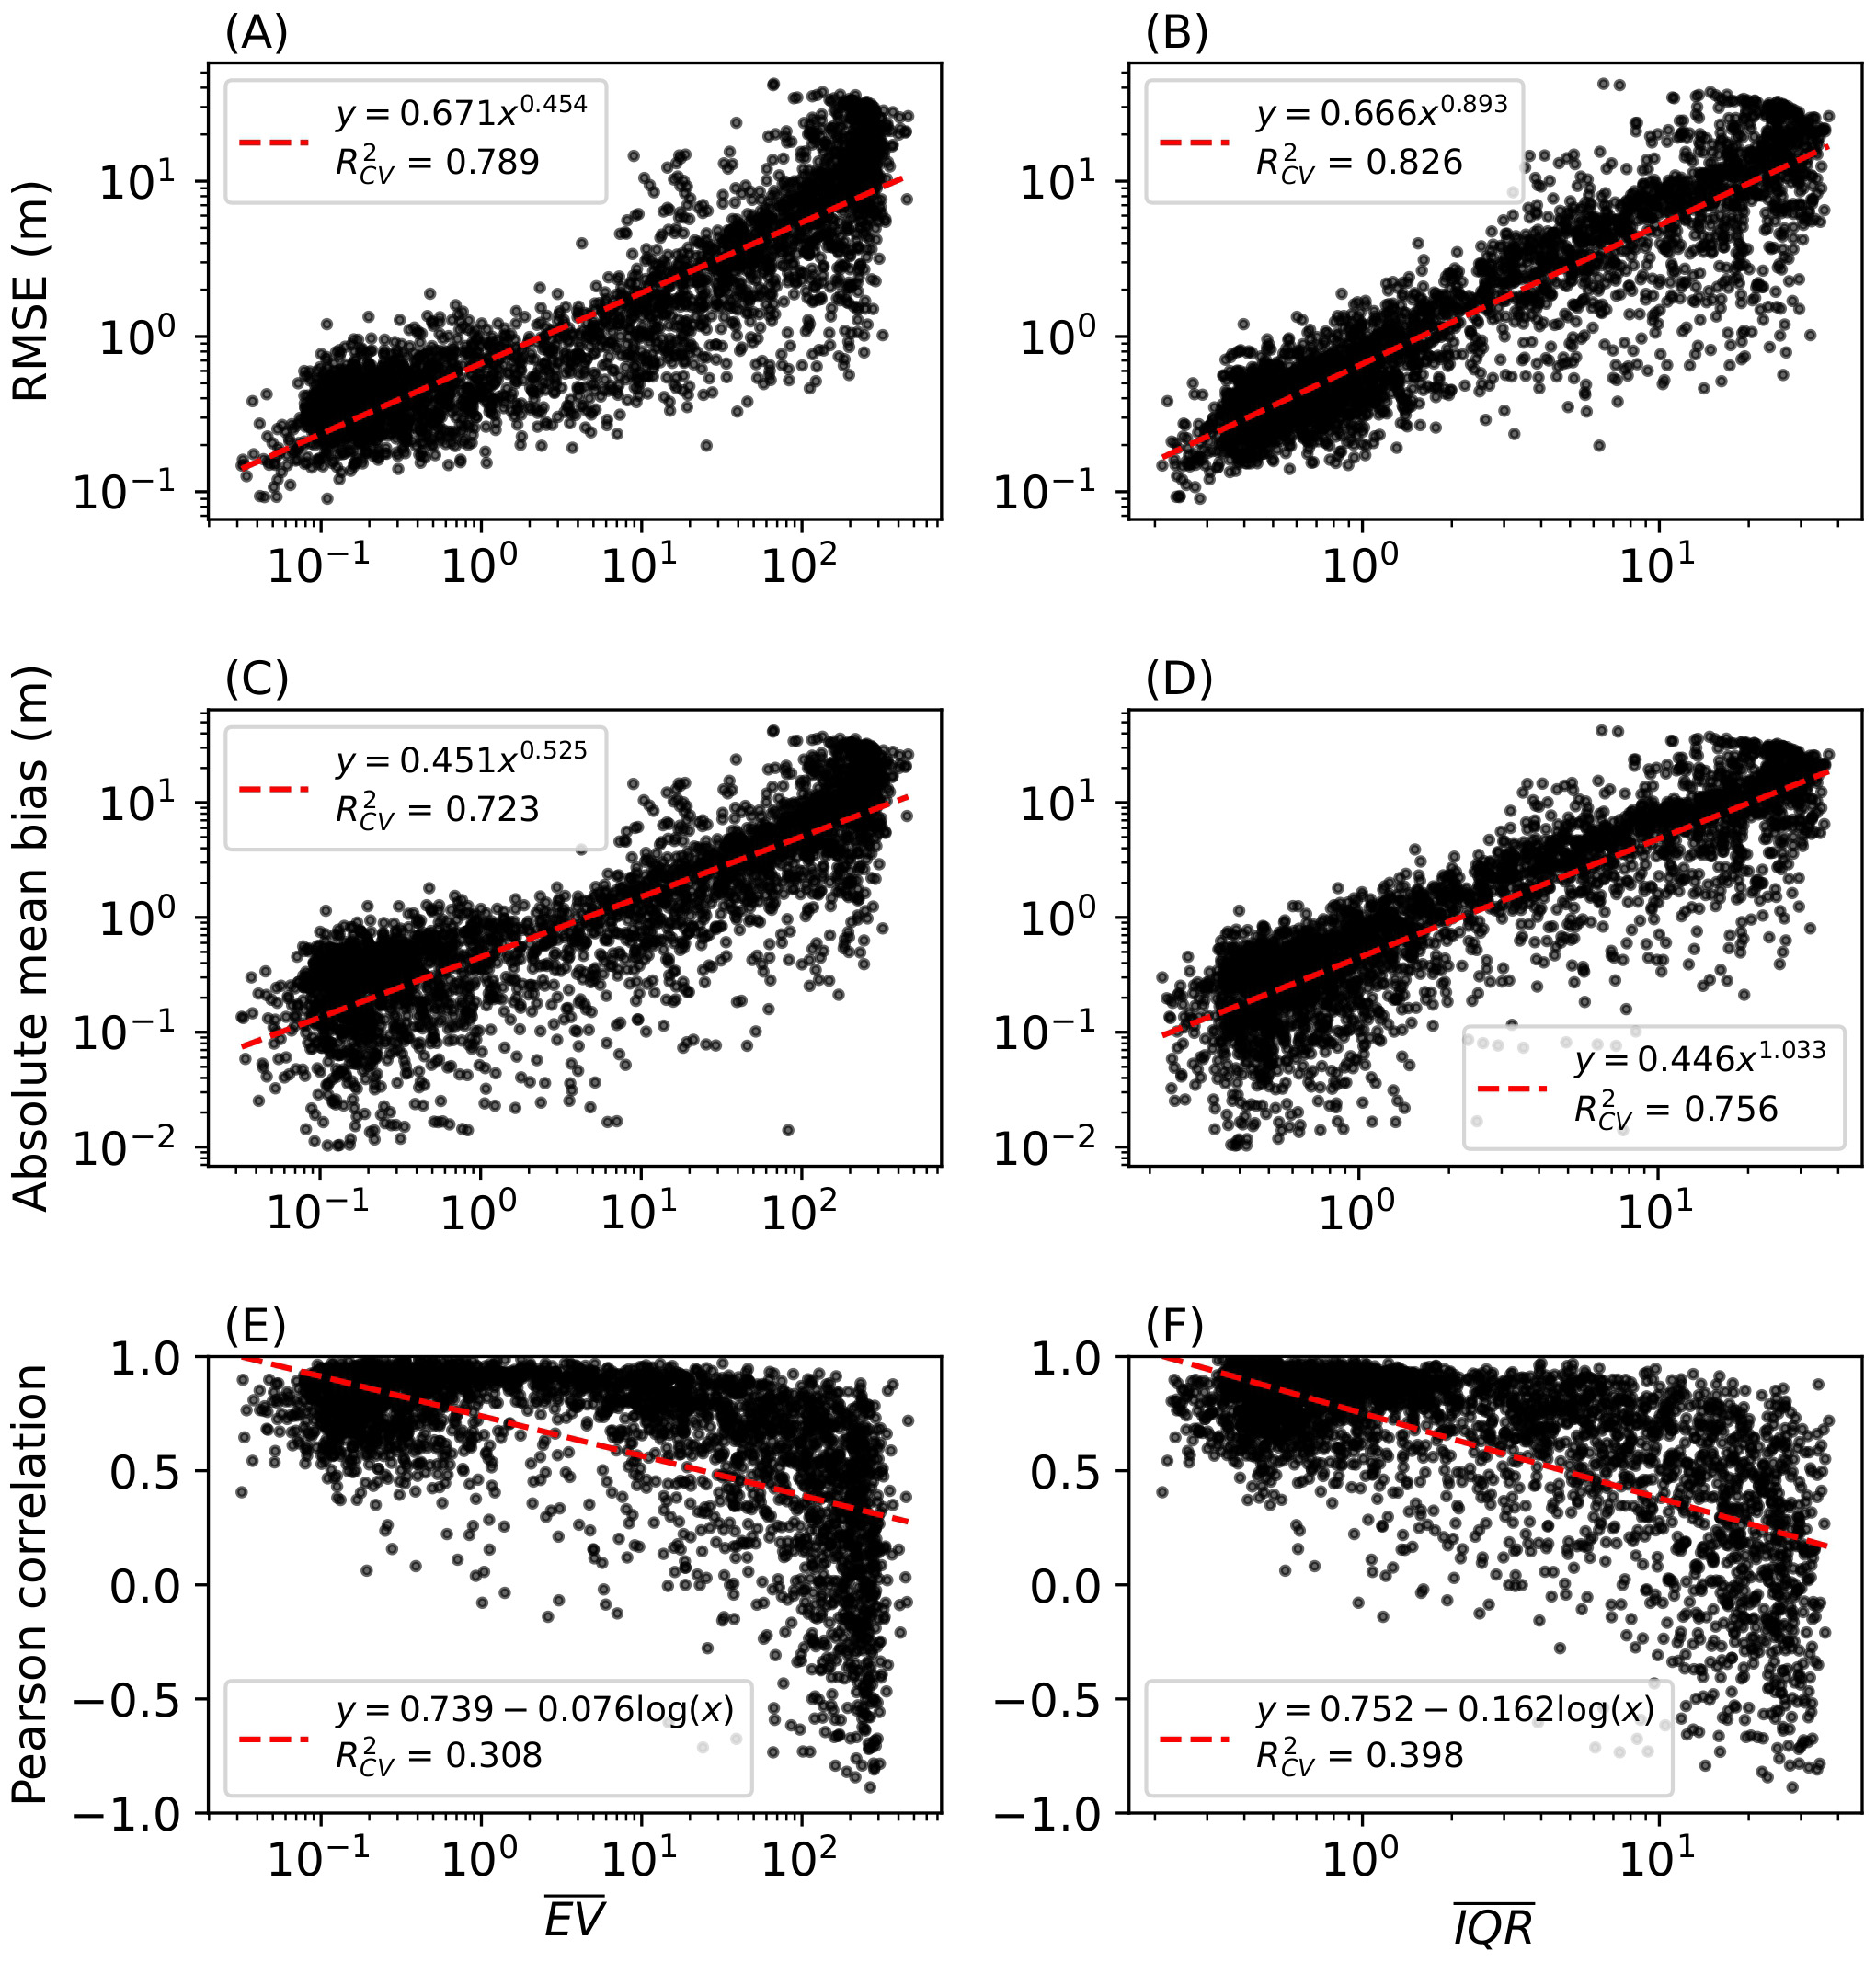 (A)
(B)
y = 0.671x^0.454
R²_CV = 0.789
y = 0.666x^0.893
R²_CV = 0.826
RMSE (m)
10^1
10^0
10^-1
10^1
10^0
10^-1
10^-1 10^0 10^1 10^2
10^0 10^1
(C)
(D)
y = 0.451x^0.525
R²_CV = 0.723
y = 0.446x^1.033
R²_CV = 0.756
Absolute mean bias (m)
10^1
10^0
10^-1
10^-2
10^1
10^0
10^-1
10^-2
10^-1 10^0 10^1 10^2
10^0 10^1
(E)
(F)
Pearson correlation
1.0
0.5
0.0
−0.5
−1.0
1.0
0.5
0.0
−0.5
−1.0
y = 0.739 − 0.076log(x)
R²_CV = 0.308
y = 0.752 − 0.162log(x)
R²_CV = 0.398
10^-1 10^0 10^1 10^2
10^0 10^1
EV
IQR